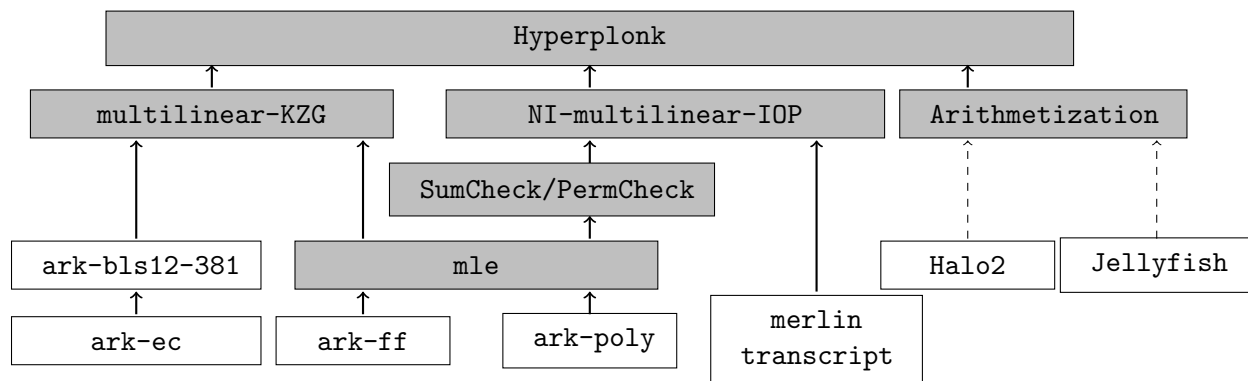 Hyperplonk
multilinear-KZG
NI-multilinear-IOP
Arithmetization
SumCheck/PermCheck
ark-bls12-381
mle
Halo2
Jellyfish
ark-ec
ark-ff
ark-poly
merlin
transcript